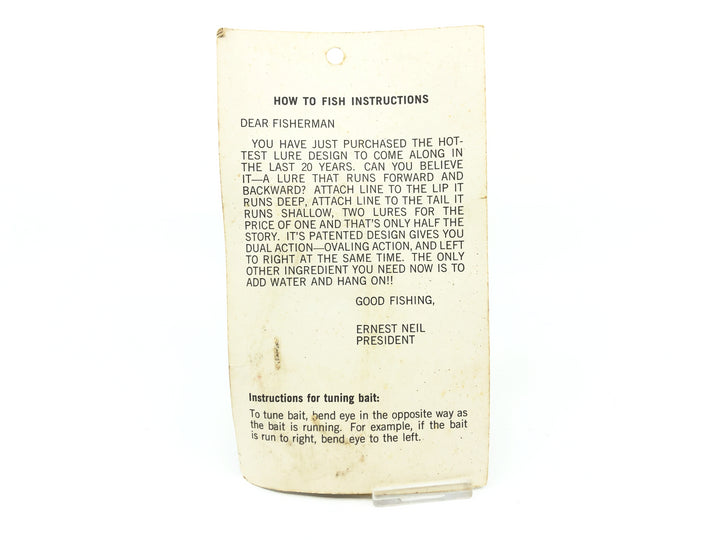 HOW TO FISH INSTRUCTIONS
DEAR FISHERMAN
YOU HAVE JUST PURCHASED THE HOT-
TEST LURE DESIGN TO COME ALONG IN
THE LAST 20 YEARS. CAN YOU BELIEVE
IT—A LURE THAT RUNS FORWARD AND
BACKWARD? ATTACH LINE TO THE LIP IT
RUNS DEEP, ATTACH LINE TO THE TAIL IT
RUNS SHALLOW, TWO LURES FOR THE
PRICE OF ONE AND THAT'S ONLY HALF THE
STORY. IT'S PATENTED DESIGN GIVES YOU
DUAL ACTION—OVALING ACTION, AND LEFT
TO RIGHT AT THE SAME TIME. THE ONLY
OTHER INGREDIENT YOU NEED NOW IS TO
ADD WATER AND HANG ON!!
GOOD FISHING,
ERNEST NEIL
PRESIDENT
Instructions for tuning bait:
To tune bait, bend eye in the opposite way as
the bait is running. For example, if the bait
is run to right, bend eye to the left.